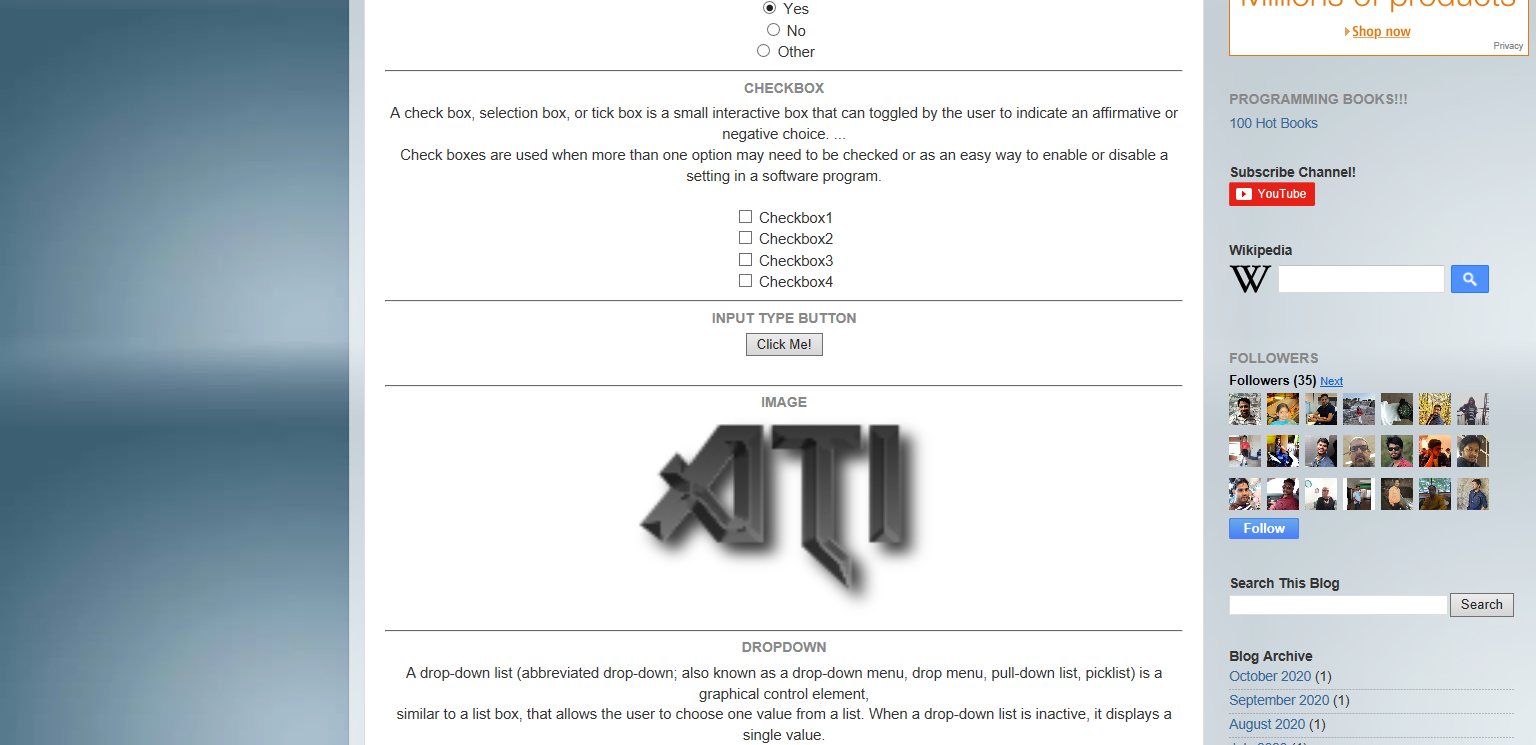 Yes
No
Other
CHECKBOX
A check box, selection box, or tick box is a small interactive box that can toggled by the user to indicate an affirmative or
negative choice. ...
Check boxes are used when more than one option may need to be checked or as an easy way to enable or disable a
setting in a software program.
Checkbox1
Checkbox2
Checkbox3
Checkbox4
INPUT TYPE BUTTON
Click Me!
IMAGE
ATI
DROPDOWN
A drop-down list (abbreviated drop-down; also known as a drop-down menu, drop menu, pull-down list, picklist) is a
graphical control element,
similar to a list box, that allows the user to choose one value from a list. When a drop-down list is inactive, it displays a
single value.
Millions of products
Shop now
Privacy
PROGRAMMING BOOKS!!!
100 Hot Books
Subscribe Channel!
YouTube
Wikipedia
W
FOLLOWERS
Followers (35) Next
Follow
Search This Blog
Search
Blog Archive
October 2020 (1)
September 2020 (1)
August 2020 (1)